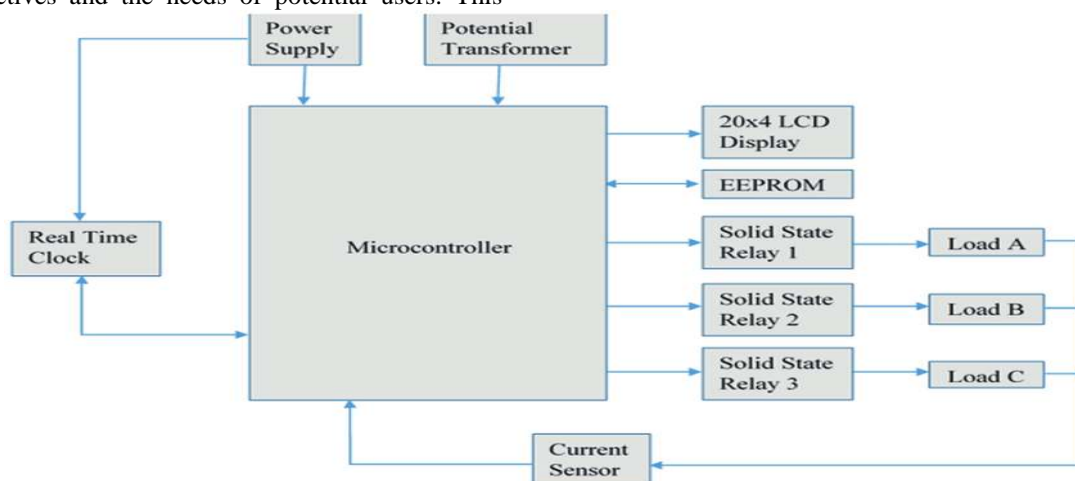 and the needs of potential users. This
Power
Supply
Potential
Transformer
20x4 LCD
Display
EEPROM
Real Time
Clock
Microcontroller
Solid State
Relay 1
Load A
Solid State
Relay 2
Load B
Solid State
Relay 3
Load C
Current
Sensor